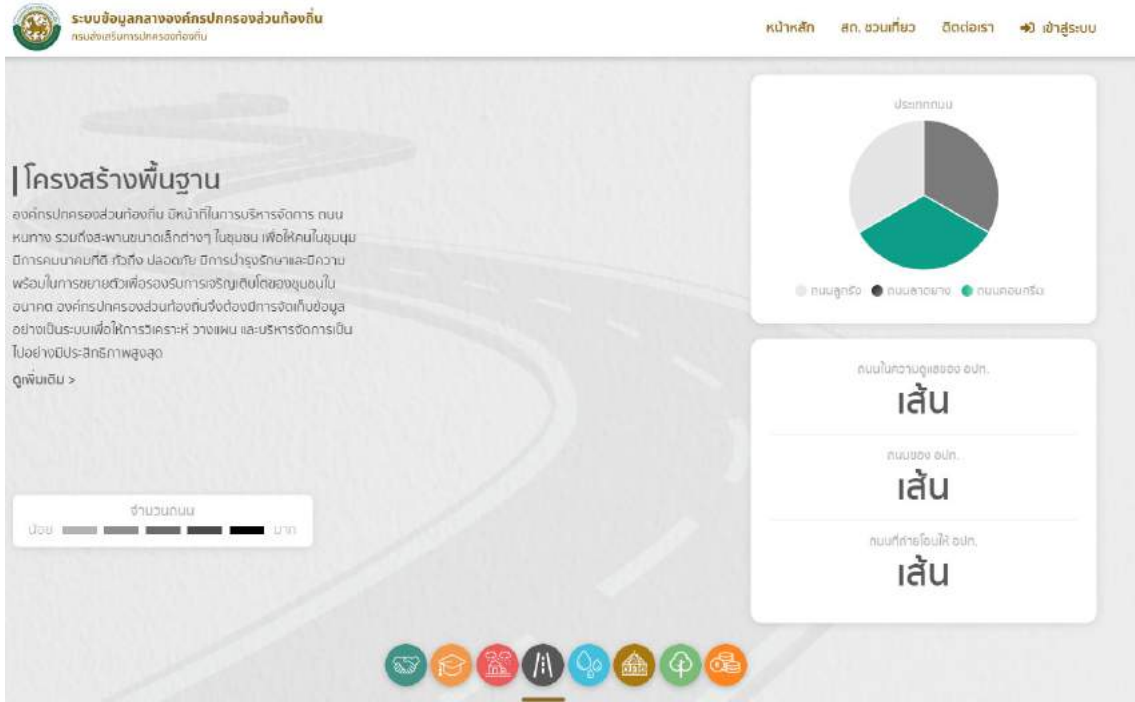 ระบบข้อมูลกลางองค์กรปกครองส่วนท้องถิ่น
กรมส่งเสริมการปกครองท้องถิ่น
หน้าหลัก สถ. ชวนเที่ยว ติดต่อเรา เข้าสู่ระบบ
โครงสร้างพื้นฐาน
องค์กรปกครองส่วนท้องถิ่น มีหน้าที่ในการบริหารจัดการ ถนน
หนทาง รวมถึงสะพานขนาดเล็กต่างๆ ในชุมชน เพื่อให้คนในชุมนุม
มีการคมนาคมที่ดี ทั่วถึง ปลอดภัย มีการบำรุงรักษาและมีความ
พร้อมในการขยายตัวเพื่อรองรับการเจริญเติบโตของชุมชนใน
อนาคต องค์กรปกครองส่วนท้องถิ่นจึงต้องมีการจัดเก็บข้อมูล
อย่างเป็นระบบเพื่อให้การวิเคราะห์ วางแผน และบริหารจัดการเป็น
ไปอย่างมีประสิทธิภาพสูงสุด
ดูเพิ่มเติม >
จำนวนถนน
น้อย มาก
ประเภทถนน
ถนนลูกรัง ถนนลาดยาง ถนนคอนกรีต
ถนนในความดูแลของ อปท.
เส้น
ถนนของ อปท.
เส้น
ถนนที่ถ่ายโอนให้ อปท.
เส้น